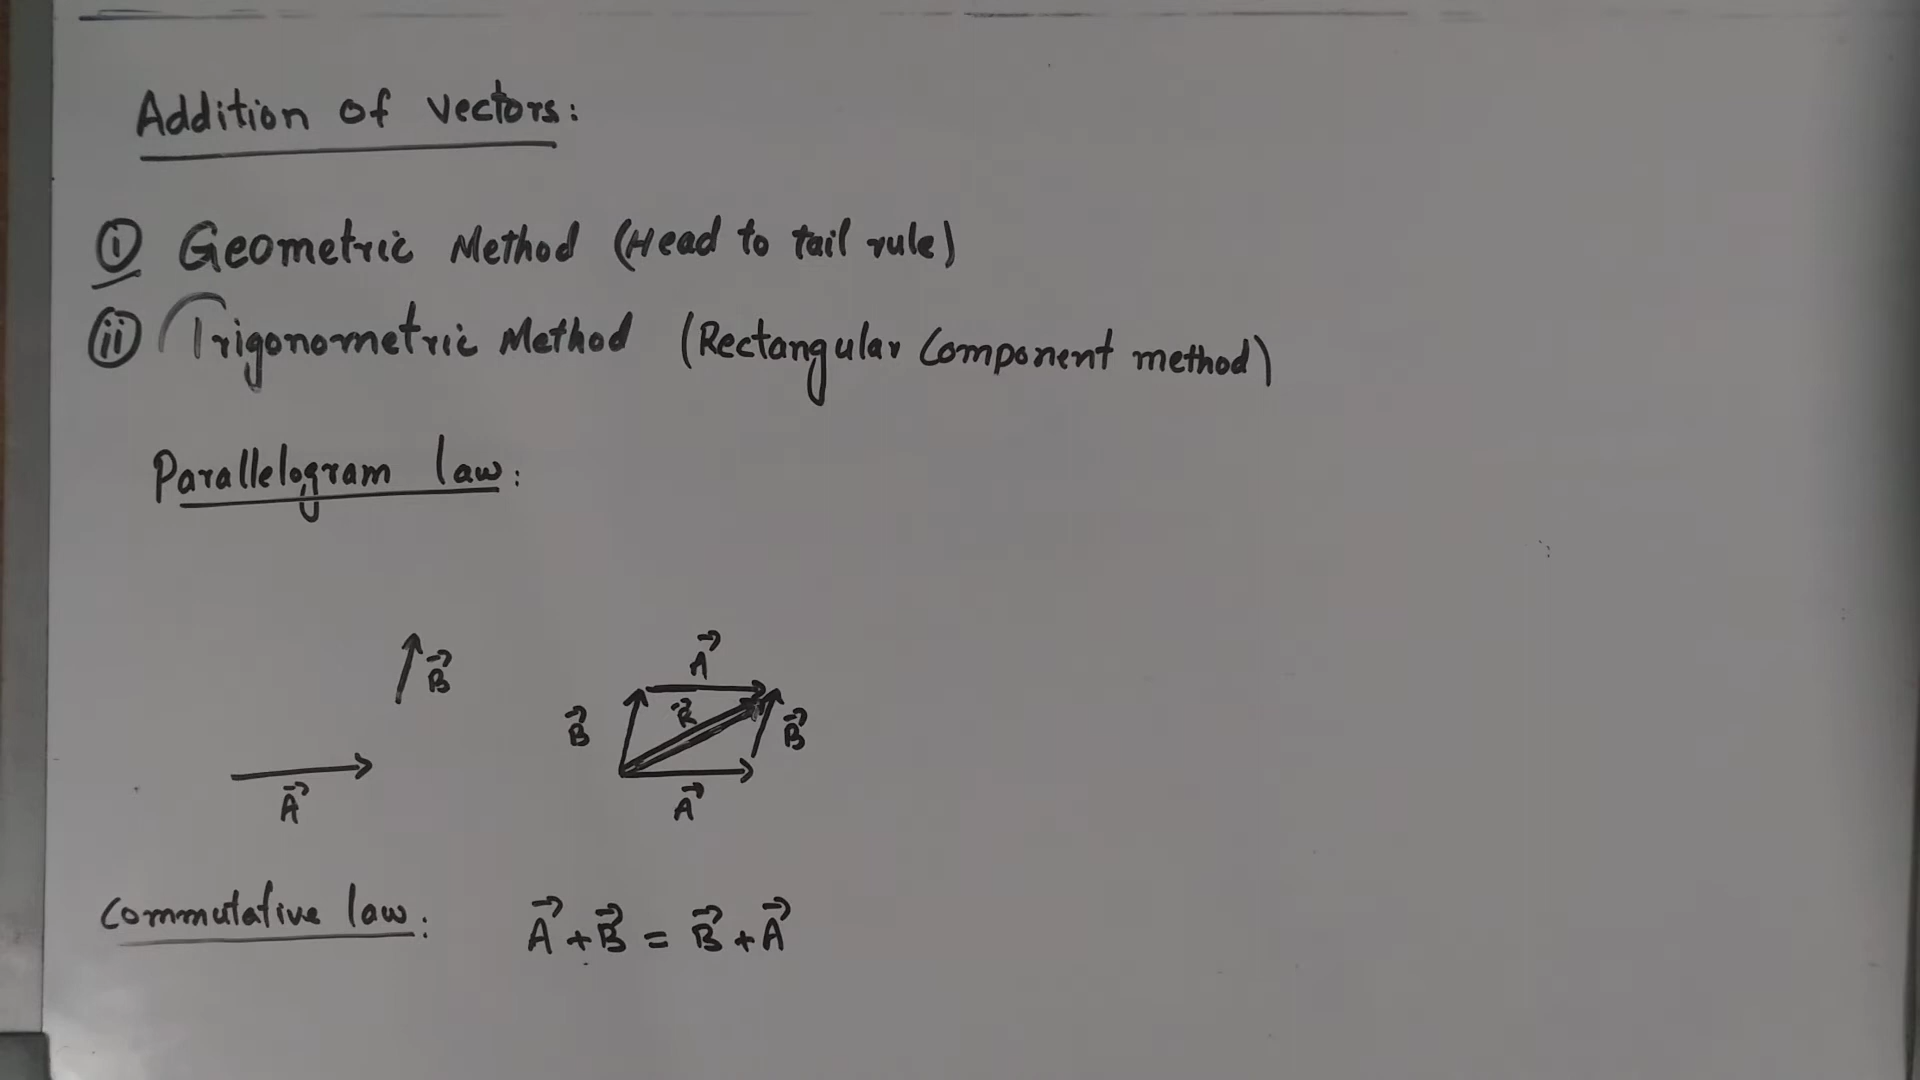 Addition of vectors:
(i) Geometric Method (Head to tail rule)
(ii) Trigonometric Method (Rectangular Component method)
Parallelogram law:
B⃗
A⃗
A⃗
B⃗
R⃗
B⃗
A⃗
Commutative law: A⃗ + B⃗ = B⃗ + A⃗